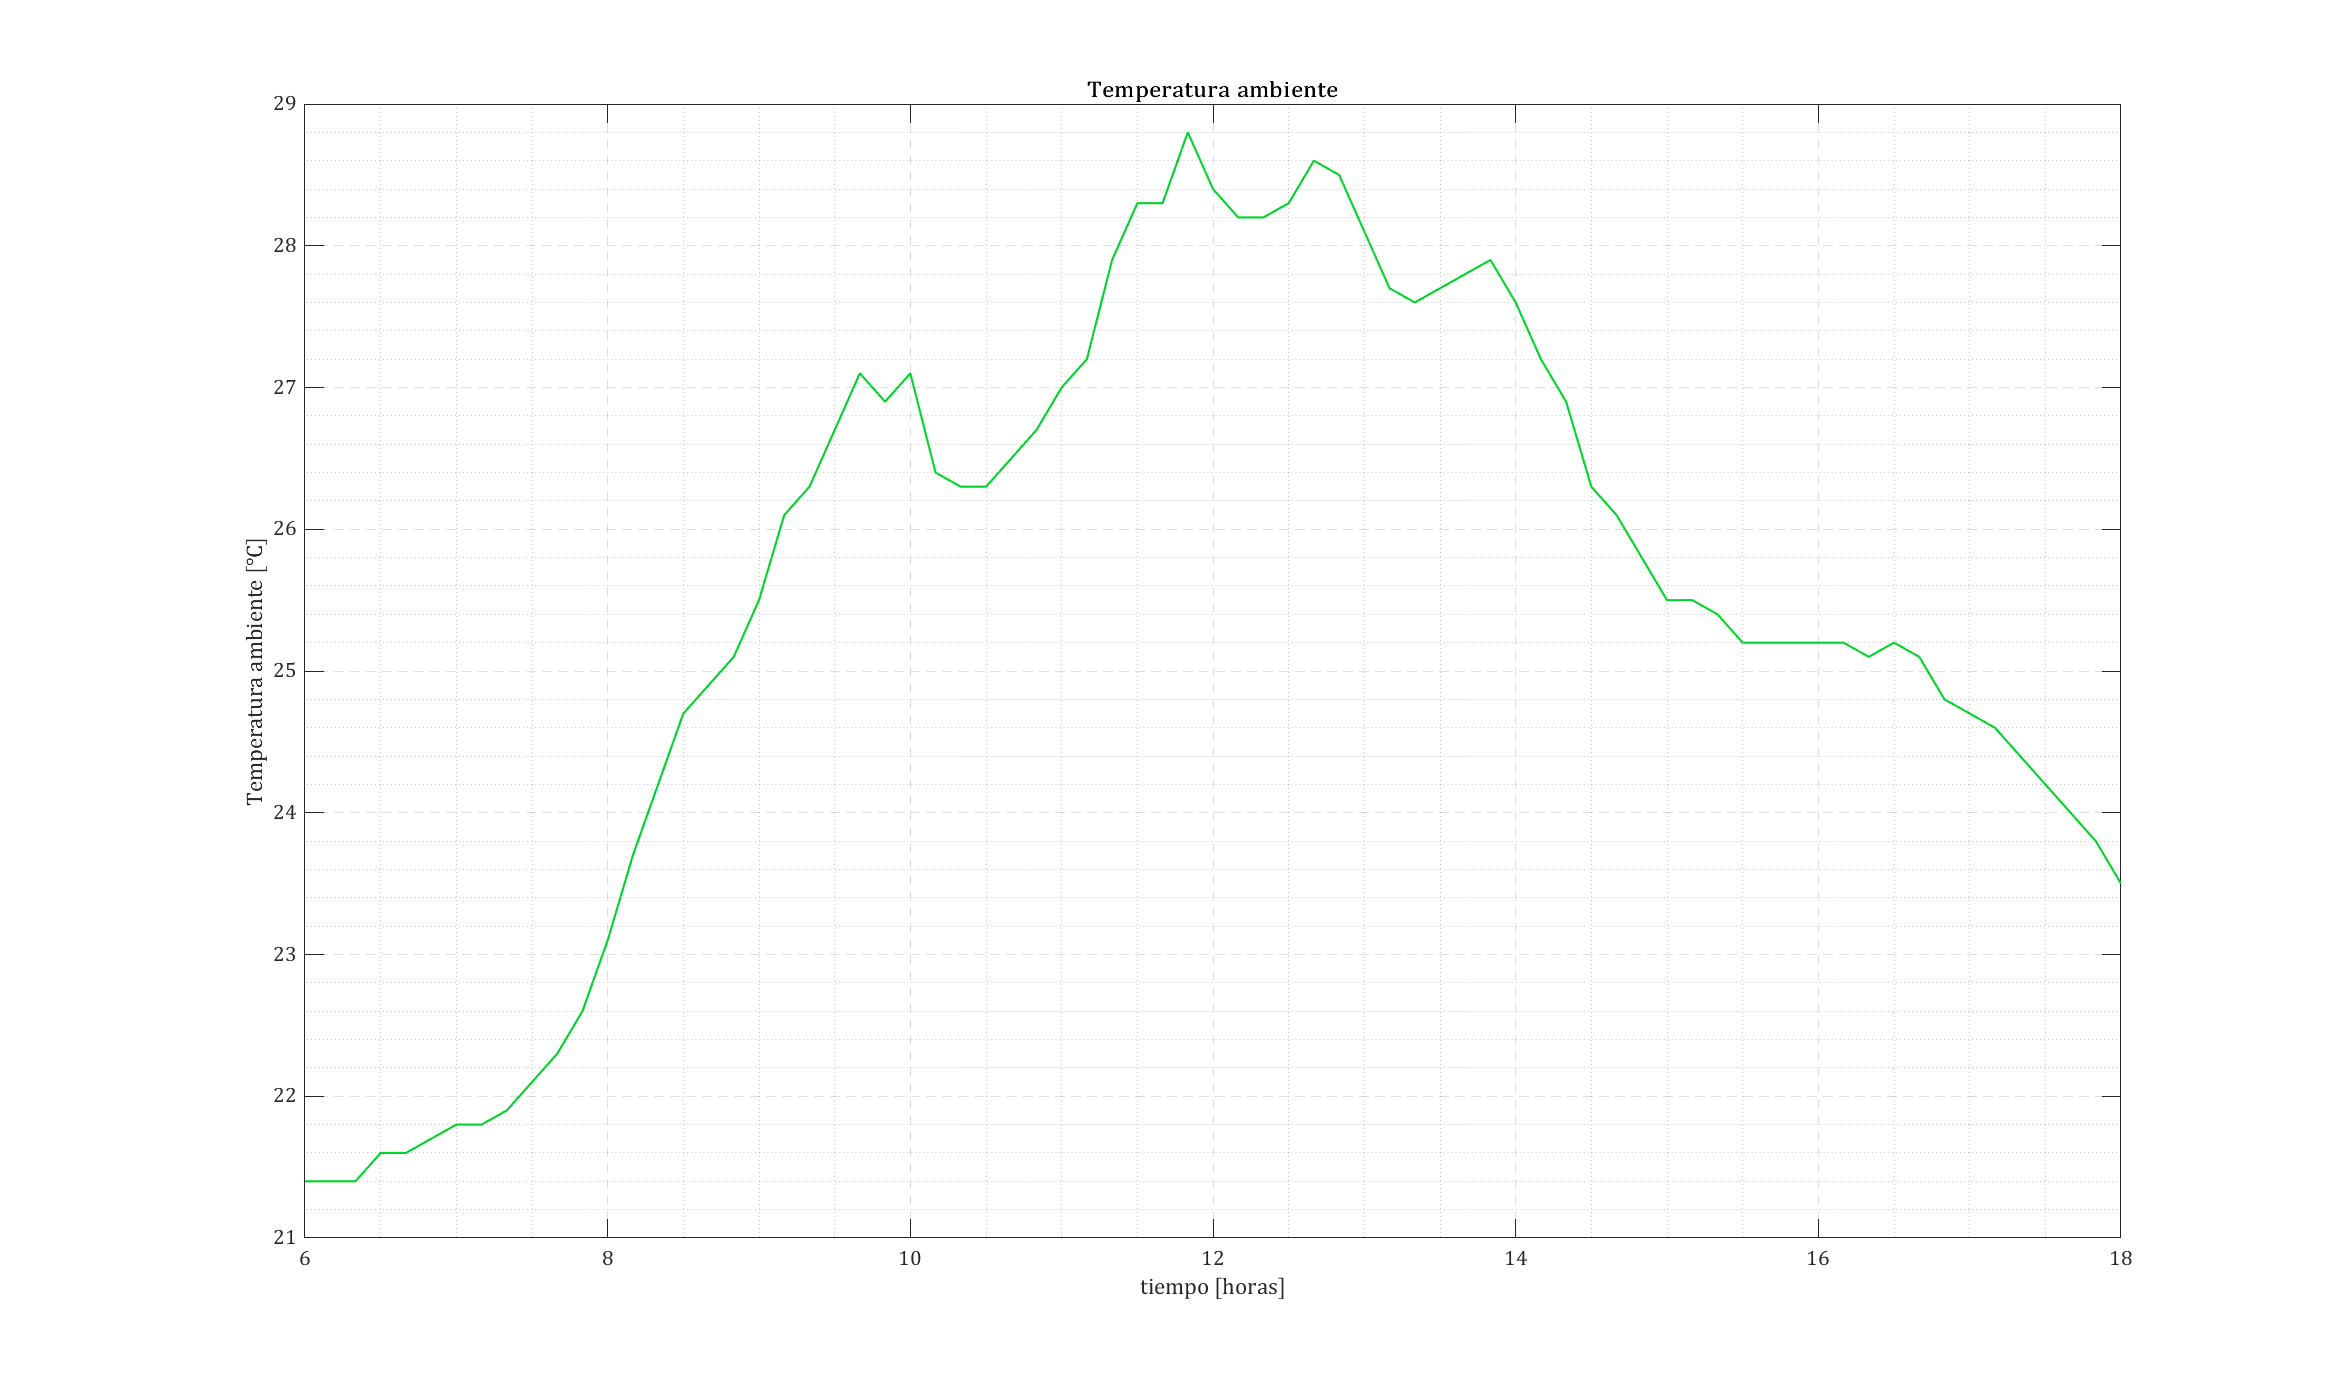 Temperatura ambiente
29
28
27
26
25
24
23
22
21
Temperatura ambiente [°C]
6 8 10 12 14 16 18
tiempo [horas]